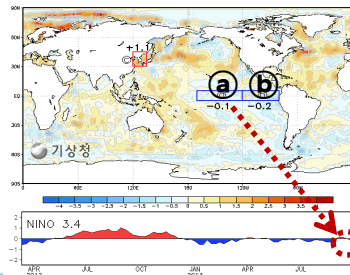 90N
60N
30N
EQ
30S
60S
90S
+1.1
©
ⓐ ⓑ
-0.1 -0.2
기상청
0 60E 120E 180 120W 60W
-4 -3.5 -3 -2.5 -2 -1.5 -1 -0.5 0 0.5 1 1.5 2 2.5 3 3.5 4
NINO 3.4
2
1
0
-1
-2
APR JUL OCT JAN APR JUL